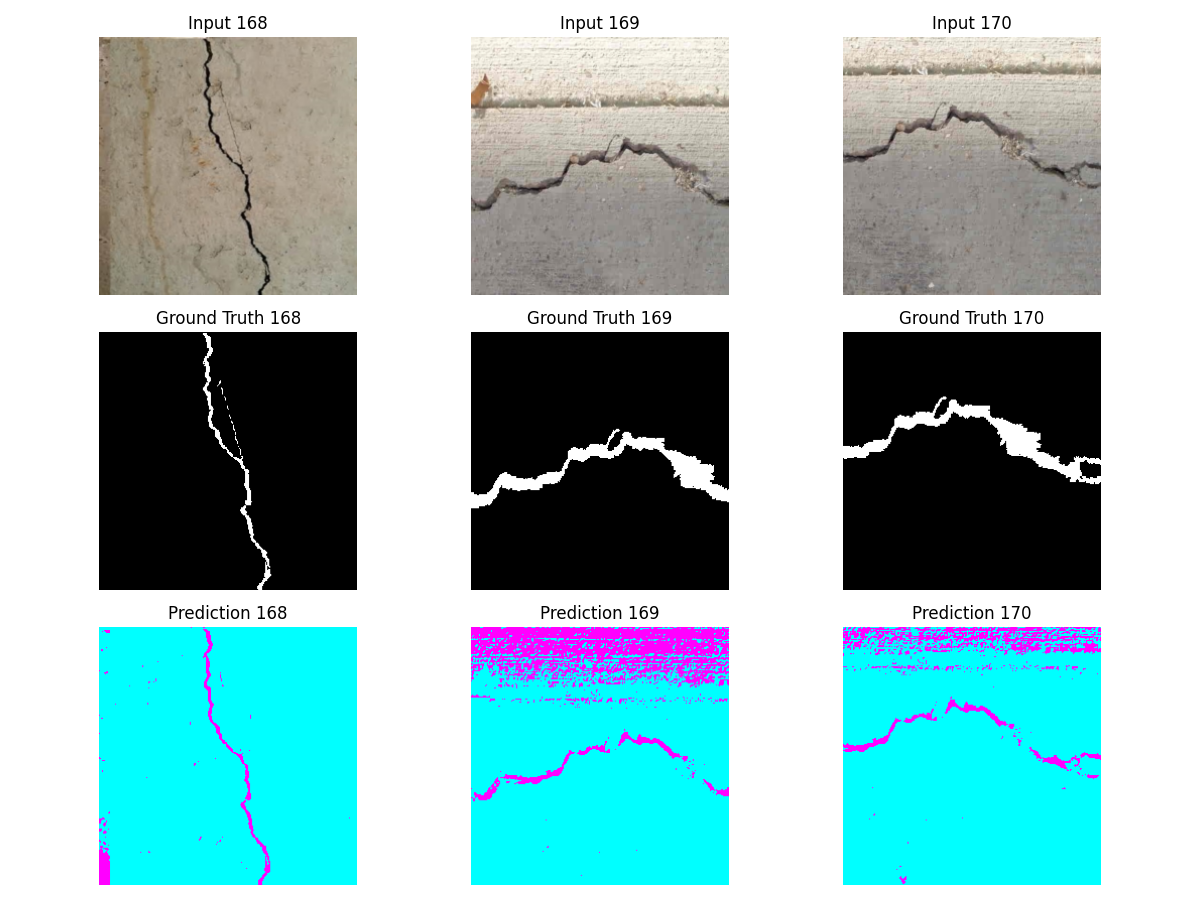 Input 168
Input 169
Input 170
Ground Truth 168
Ground Truth 169
Ground Truth 170
Prediction 168
Prediction 169
Prediction 170